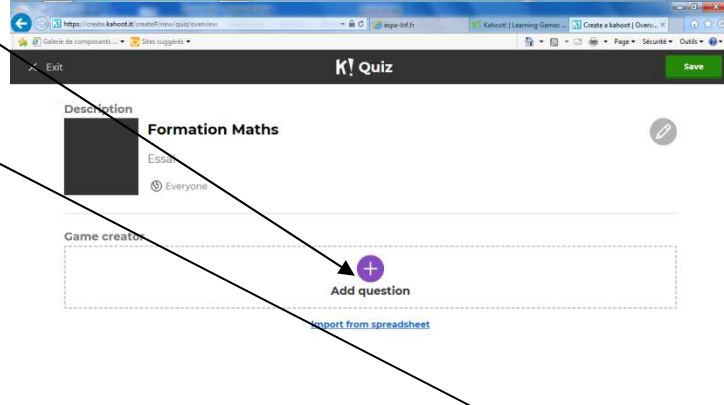 https://create.kahoot.it/create#/new/quiz/overview
espe-lnf.fr
Kahoot! | Learning Games ...
Create a kahoot | Overv...
Galerie de composants ...
Sites suggérés
Page
Sécurité
Outils
Exit
K! Quiz
Save
Description
Formation Maths
Essai
Everyone
Game creator
Add question
Import from spreadsheet